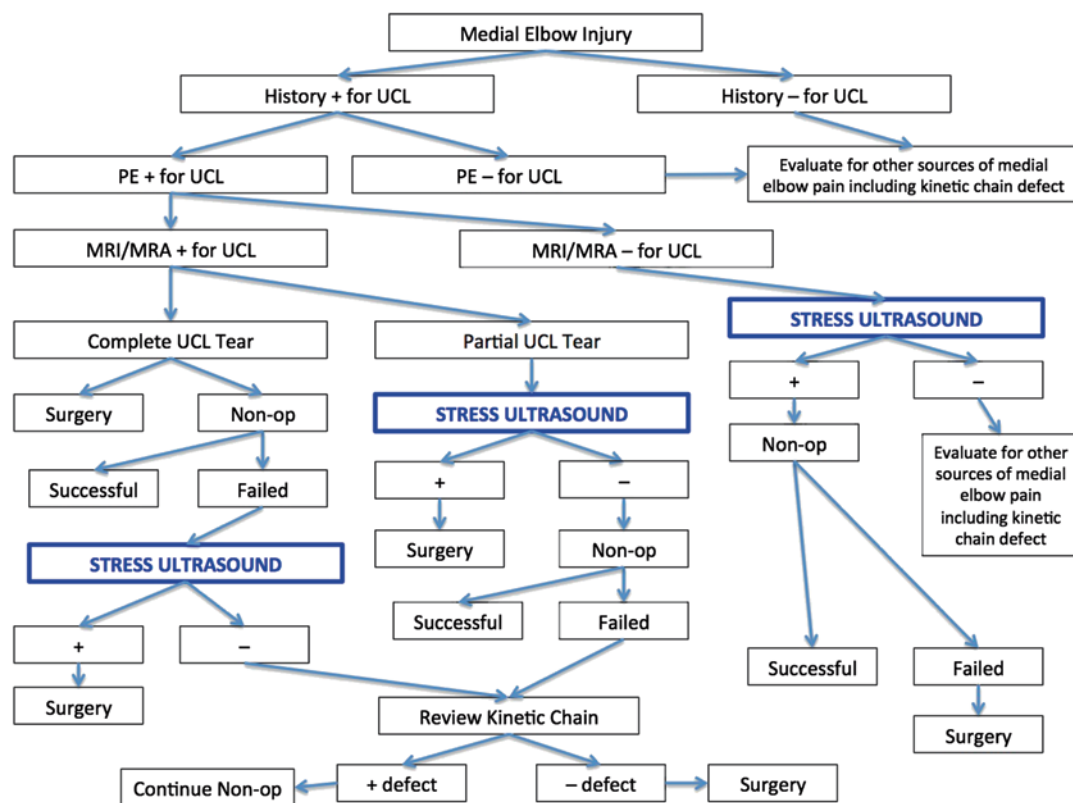 Medial Elbow Injury
History + for UCL
History – for UCL
PE + for UCL
PE – for UCL
Evaluate for other sources of medial
elbow pain including kinetic chain defect
MRI/MRA + for UCL
MRI/MRA – for UCL
STRESS ULTRASOUND
Complete UCL Tear
Partial UCL Tear
+
–
Surgery
Non-op
STRESS ULTRASOUND
Non-op
Evaluate for other
sources of medial
elbow pain
including kinetic
chain defect
Successful
Failed
+
–
STRESS ULTRASOUND
Surgery
Non-op
Successful
Failed
+
–
Successful
Failed
Surgery
Review Kinetic Chain
Surgery
Continue Non-op
+ defect
– defect
Surgery